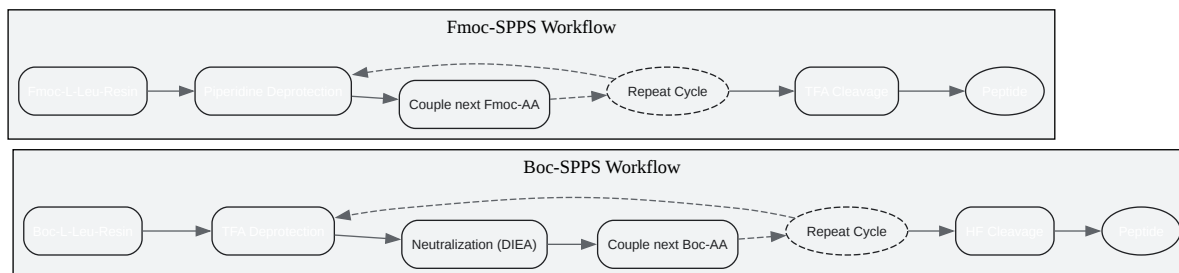 Fmoc-SPPS Workflow
Fmoc-L-Leu-Resin
Piperidine Deprotection
Couple next Fmoc-AA
Repeat Cycle
TFA Cleavage
Peptide
Boc-SPPS Workflow
Boc-L-Leu-Resin
TFA Deprotection
Neutralization (DIEA)
Couple next Boc-AA
Repeat Cycle
HF Cleavage
Peptide